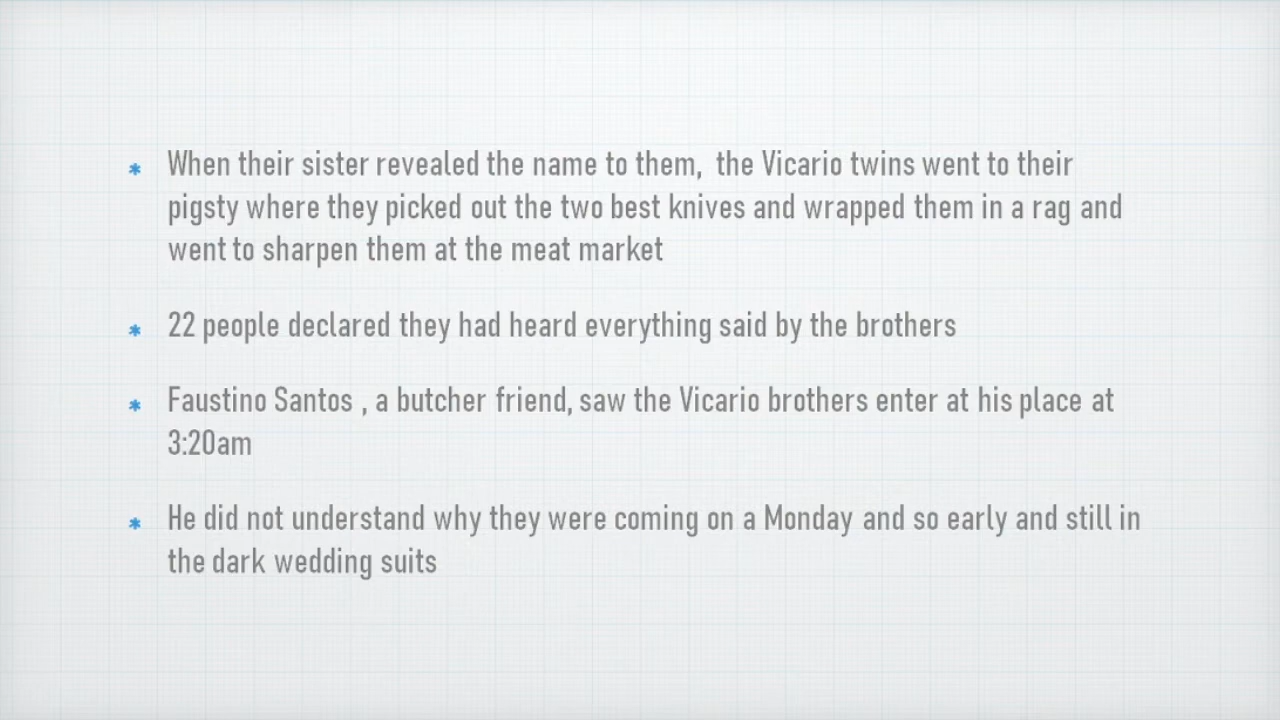 * When their sister revealed the name to them, the Vicario twins went to their
pigsty where they picked out the two best knives and wrapped them in a rag and
went to sharpen them at the meat market
* 22 people declared they had heard everything said by the brothers
* Faustino Santos , a butcher friend, saw the Vicario brothers enter at his place at
3:20am
* He did not understand why they were coming on a Monday and so early and still in
the dark wedding suits